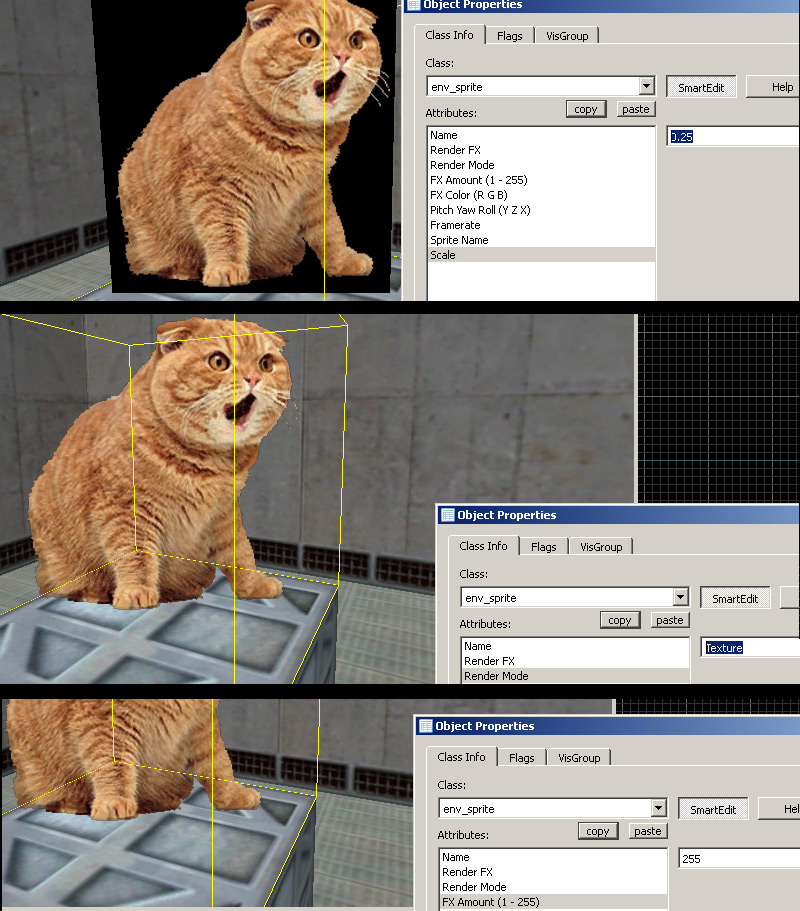 Object Properties
Class Info Flags VisGroup
Class:
env_sprite SmartEdit Help
Attributes: copy paste
Name 0.25
Render FX
Render Mode
FX Amount (1 - 255)
FX Color (R G B)
Pitch Yaw Roll (Y Z X)
Framerate
Sprite Name
Scale
Object Properties
Class Info Flags VisGroup
Class:
env_sprite SmartEdit
Attributes: copy paste
Name Texture
Render FX
Render Mode
Object Properties
Class Info Flags VisGroup
Class:
env_sprite SmartEdit Hel
Attributes: copy paste
Name 255
Render FX
Render Mode
FX Amount (1 - 255)